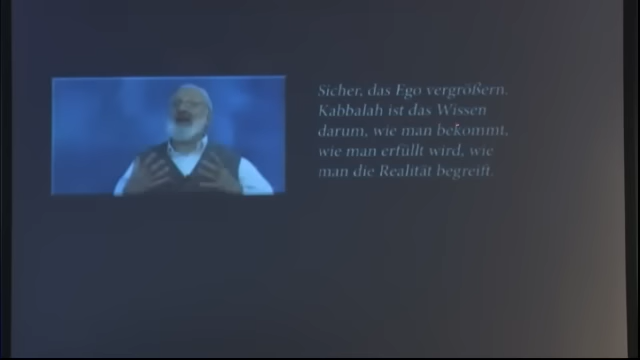 Sicher, das Ego vergrößern.
Kabbalah ist das Wissen
darum, wie man bekommt,
wie man erfüllt wird, wie
man die Realität begreift.